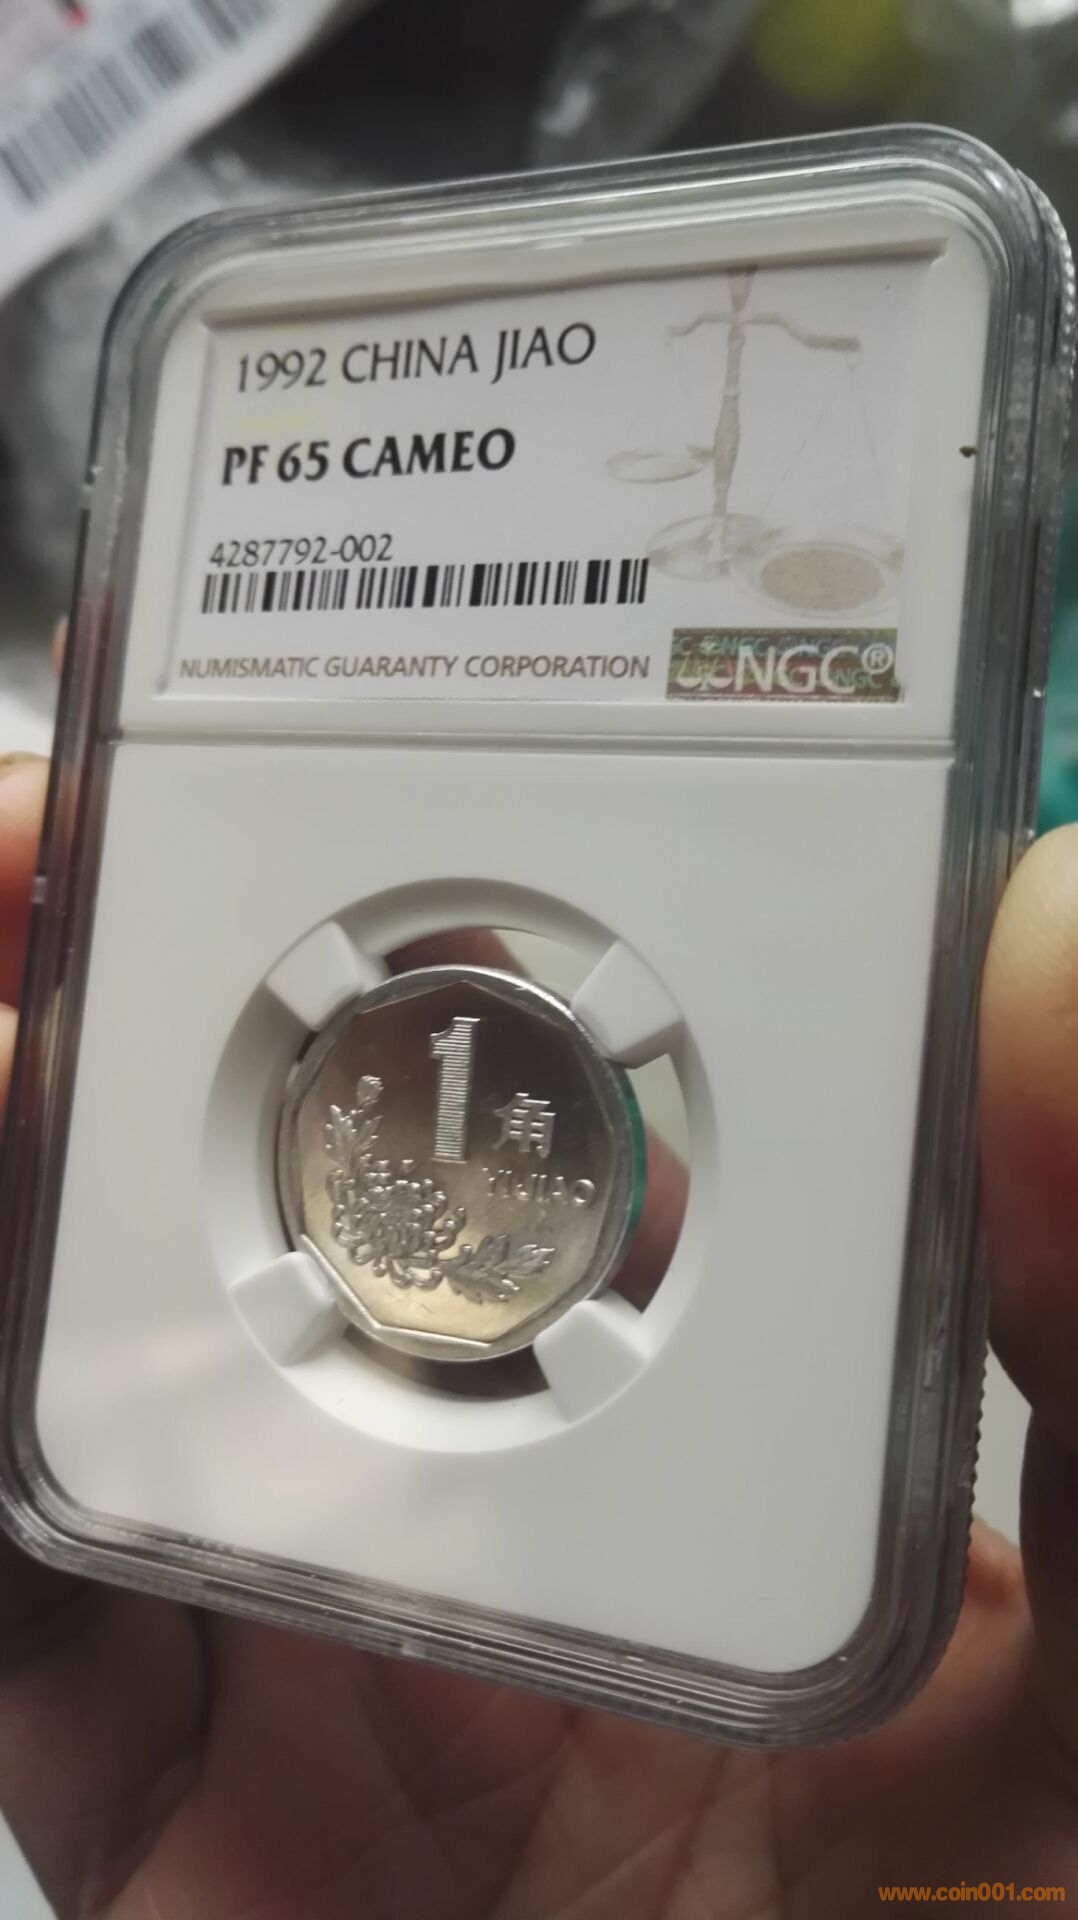 1992 CHINA JIAO
PF 65 CAMEO
4287792-002
NUMISMATIC GUARANTY CORPORATION
NGC®
1
角
YIJIAO
www.coin001.com